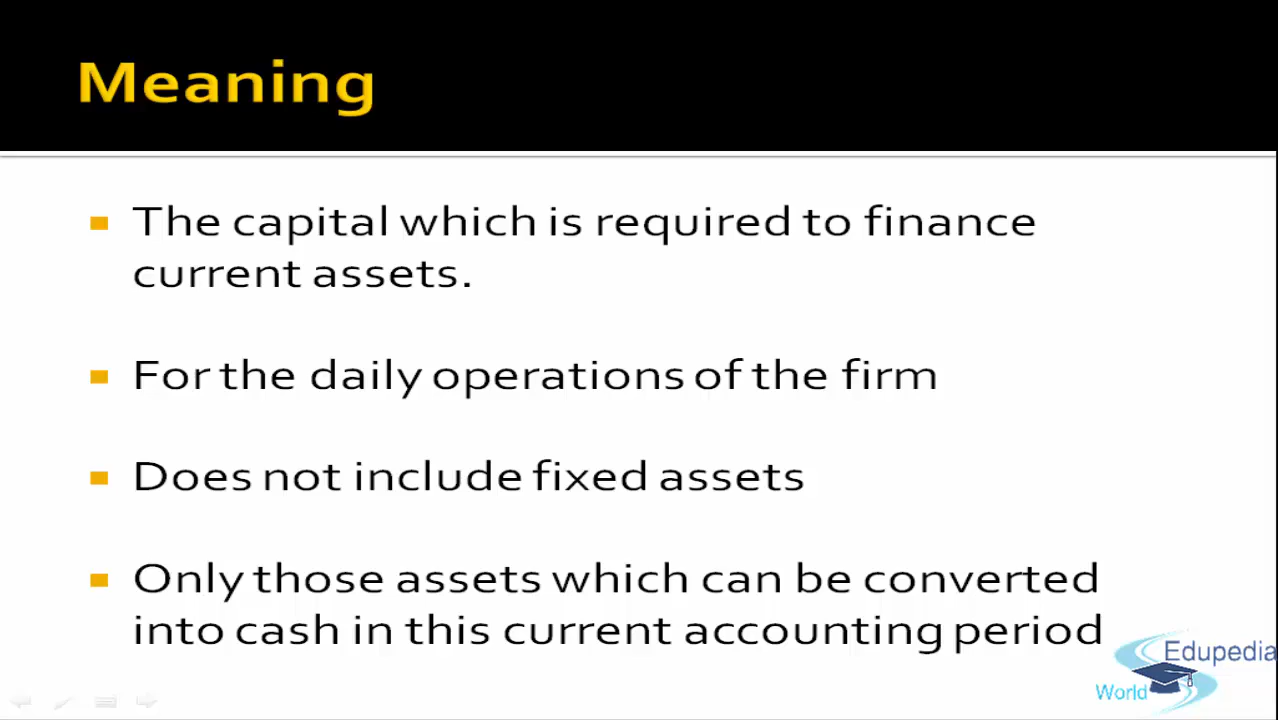 Meaning
The capital which is required to finance
current assets.
For the daily operations of the firm
Does not include fixed assets
Only those assets which can be converted
into cash in this current accounting period
Edupedia
World